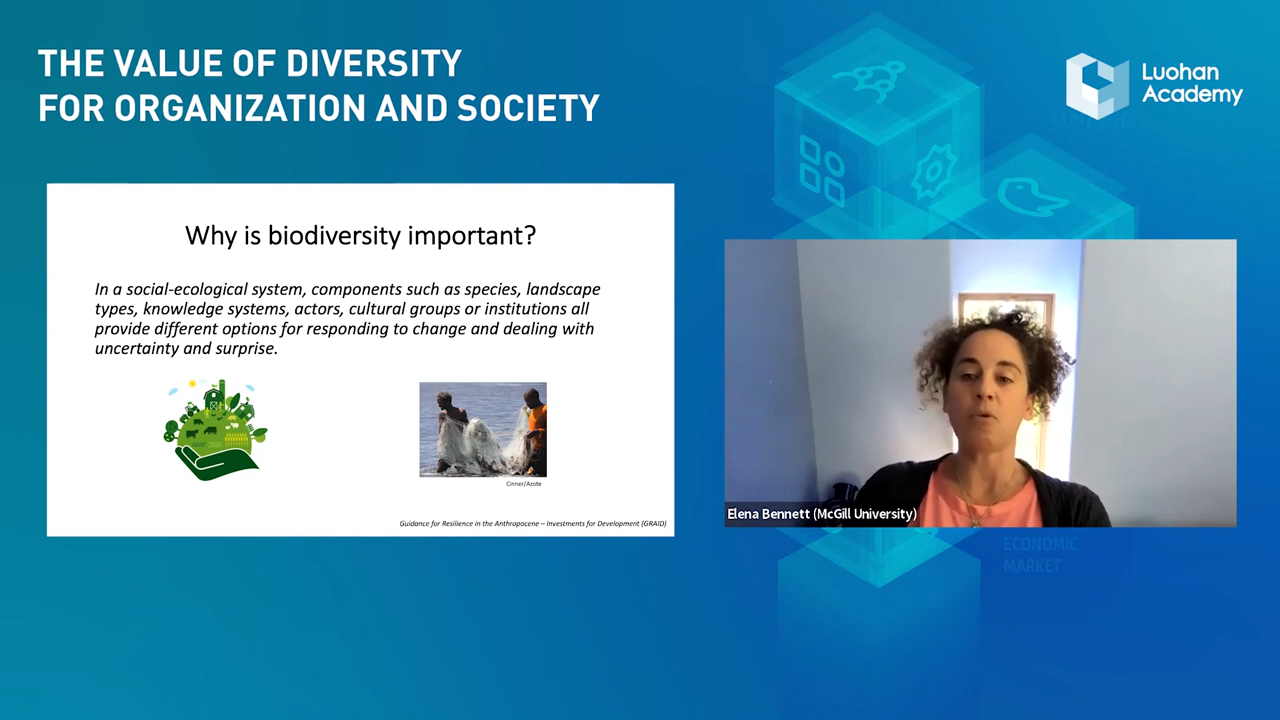 THE VALUE OF DIVERSITY
FOR ORGANIZATION AND SOCIETY
Luohan
Academy
Why is biodiversity important?
In a social-ecological system, components such as species, landscape
types, knowledge systems, actors, cultural groups or institutions all
provide different options for responding to change and dealing with
uncertainty and surprise.
Cinner/Azote
Guidance for Resilience in the Anthropocene – Investments for Development (GRAID)
Elena Bennett (McGill University)
ECONOMIC
MARKET